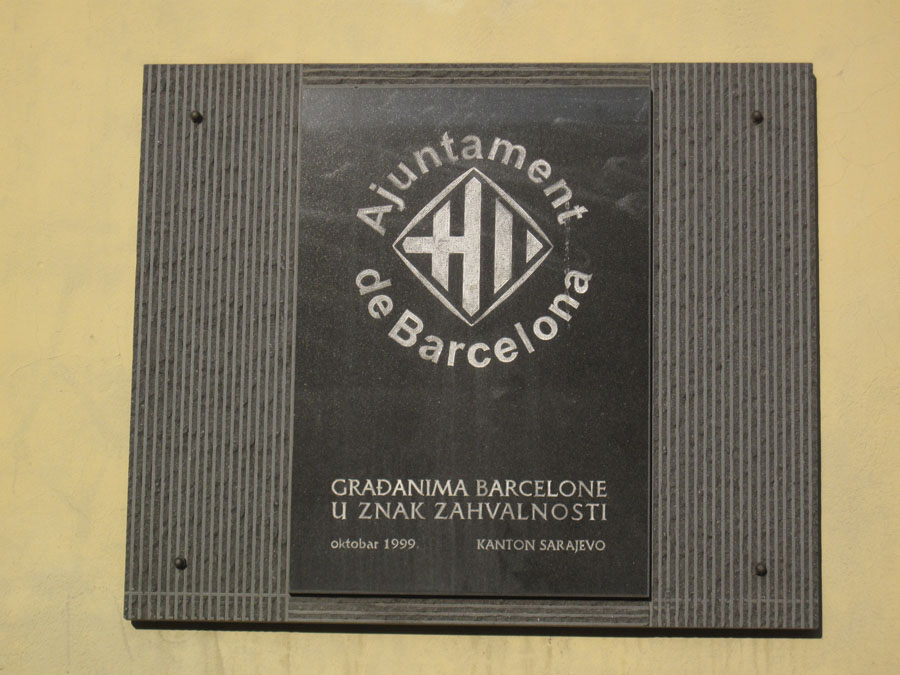 Ajuntament
de Barcelona
GRAĐANIMA BARCELONE
U ZNAK ZAHVALNOSTI
oktobar 1999. KANTON SARAJEVO